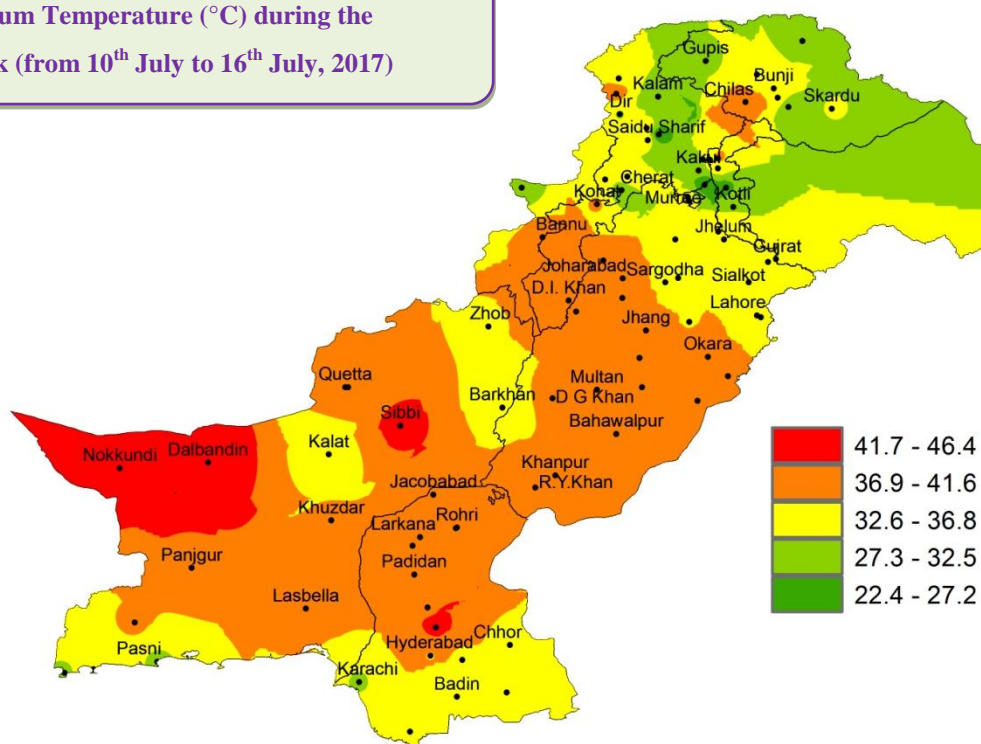 um Temperature (°C) during the
k (from 10th July to 16th July, 2017)
Gupis
Bunji
Kalam
Chilas
Skardu
Dir
Saidu Sharif
Kakul
Cherat
Kohat
Murree
Kotli
Bannu
Jhelum
Gujrat
Joharabad
Sargodha
Sialkot
D.I. Khan
Lahore
Zhob
Jhang
Okara
Quetta
Multan
Barkhan
D G Khan
Sibbi
Bahawalpur
Kalat
Nokkundi
Dalbandin
Khanpur
Jacobabad
R.Y.Khan
Khuzdar
Rohri
Larkana
Panjgur
Padidan
Lasbella
Hyderabad
Chhor
Pasni
Karachi
Badin
41.7 - 46.4
36.9 - 41.6
32.6 - 36.8
27.3 - 32.5
22.4 - 27.2